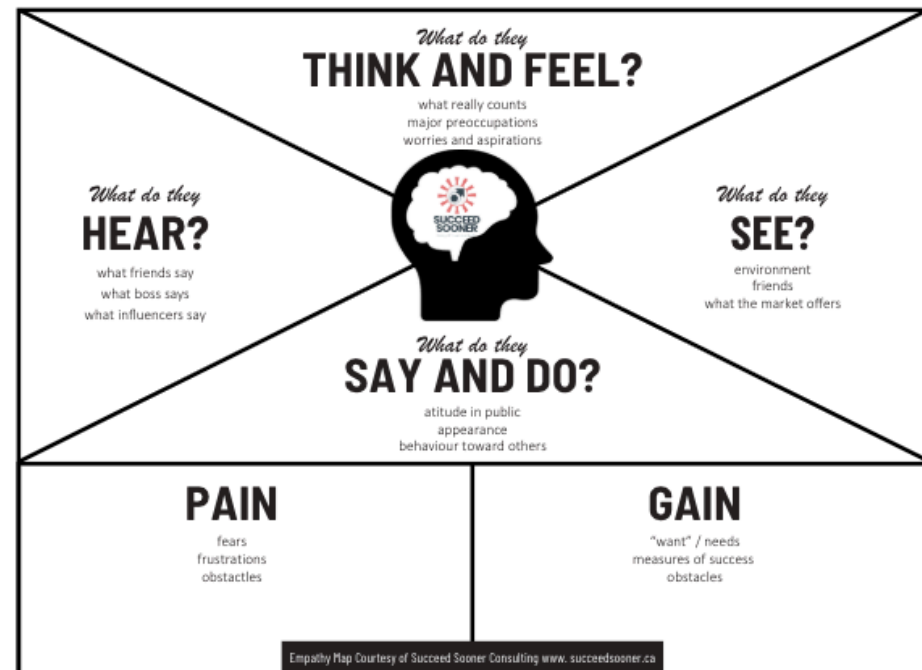 What do they
THINK AND FEEL?
what really counts
major preoccupations
worries and aspirations
SUCCEED
SOONER
What do they
HEAR?
what friends say
what boss says
what influencers say
What do they
SEE?
environment
friends
what the market offers
What do they
SAY AND DO?
atitude in public
appearance
behaviour toward others
PAIN
fears
frustrations
obstactles
GAIN
"want" / needs
measures of success
obstacles
Empathy Map Courtesy of Succeed Sooner Consulting www. succeedsooner.ca